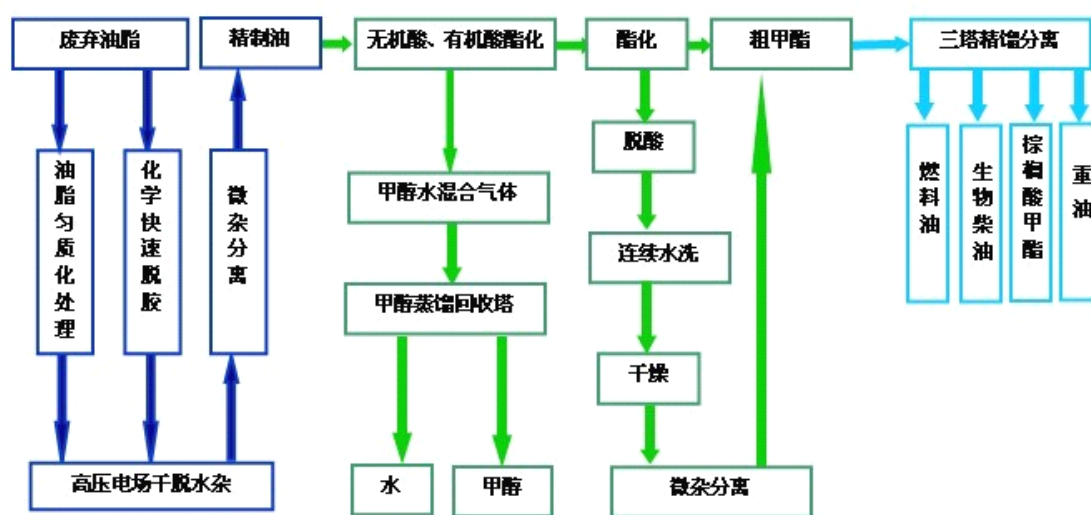 废弃油脂
精制油
无机酸、有机酸酯化
酯化
粗甲酯
三塔精馏分离
油脂匀质化处理
化学快速脱胶
微杂分离
甲醇水混合气体
脱酸
燃料油
生物柴油
棕榈酸甲酯
重油
连续水洗
甲醇蒸馏回收塔
干燥
高压电场干脱水杂
水
甲醇
微杂分离